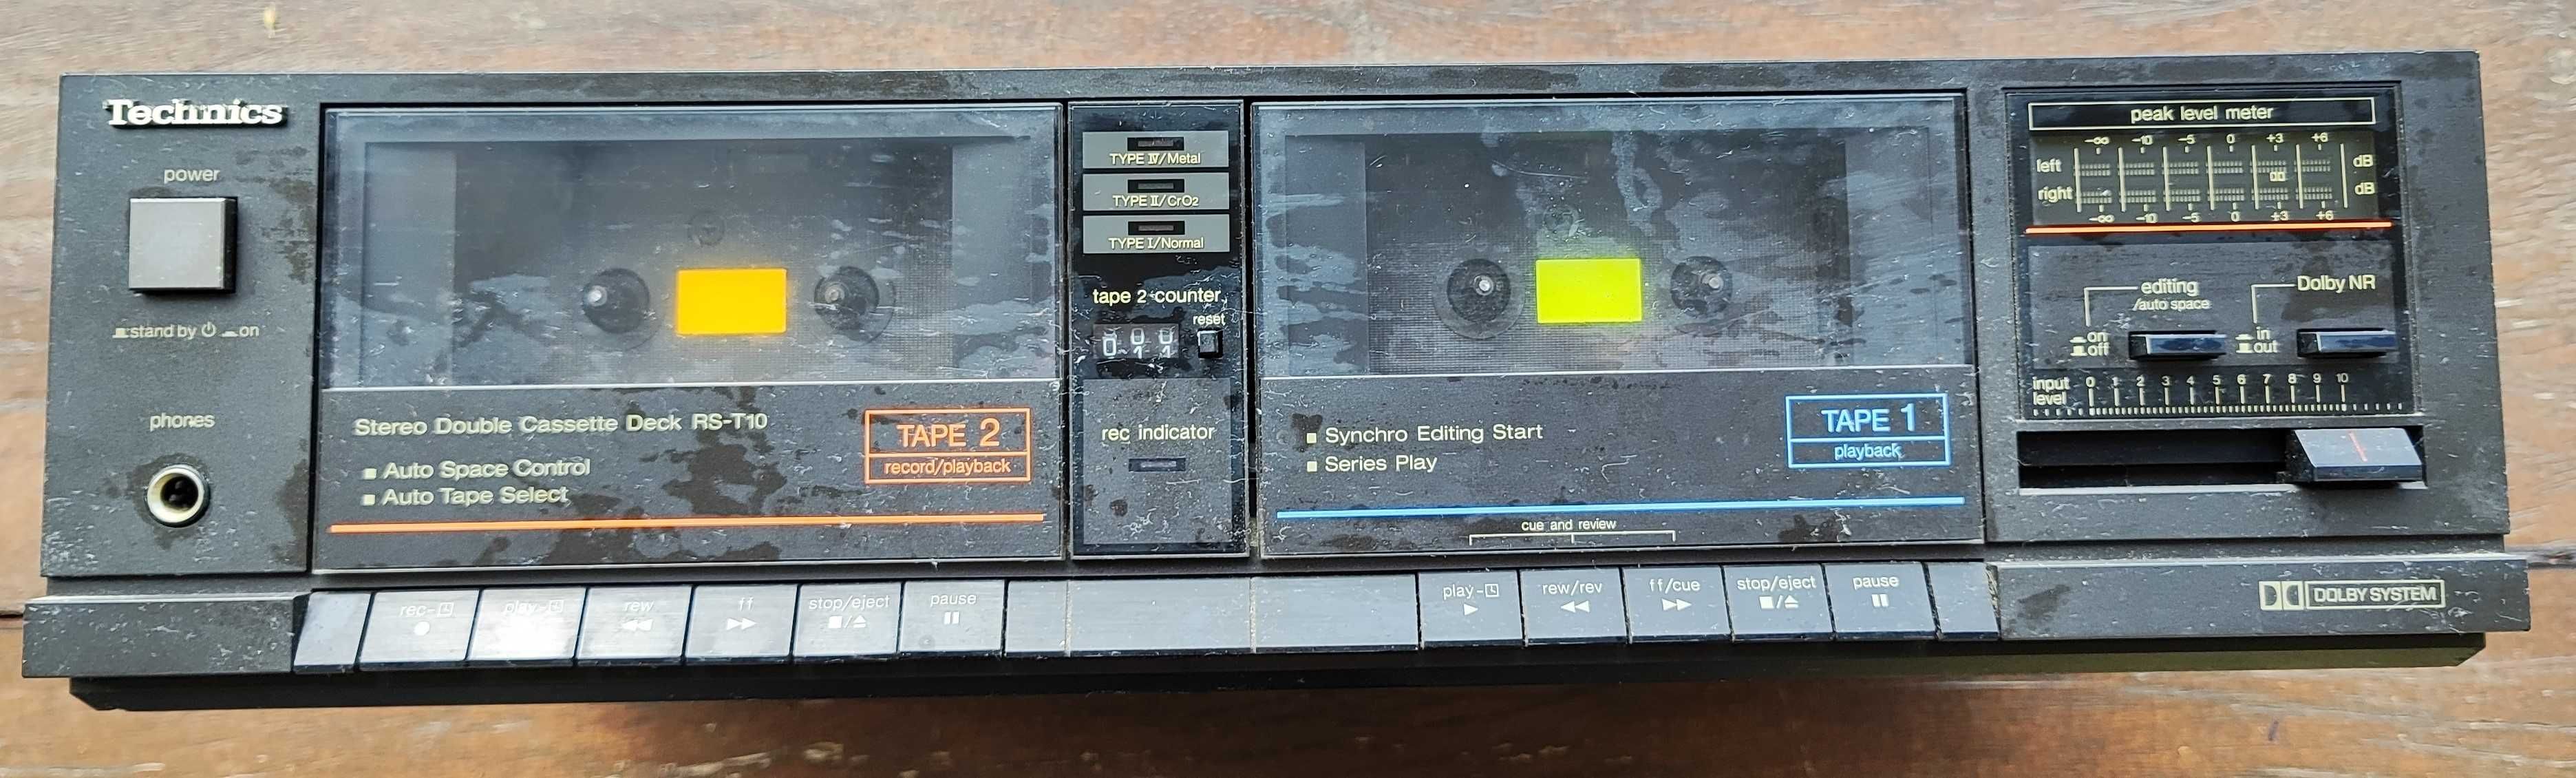 Technics
power
stand by on
phones
Stereo Double Cassette Deck RS-T10
Auto Space Control
Auto Tape Select
TAPE 2
record/playback
TYPE IV/Metal
TYPE II/CrO2
TYPE I/Normal
tape 2 counter
reset
rec indicator
Synchro Editing Start
Series Play
TAPE 1
playback
cue and review
peak level meter
-∞ -10 -5 0 +3 +6
left dB
right dB
-∞ -10 -5 0 +3 +6
editing
/auto space
on
off
Dolby NR
in
out
input level 0 1 2 3 4 5 6 7 8 9 10
rec
play
rew
ff
stop/eject
pause
play
rew/rev
ff/cue
stop/eject
pause
DOLBY SYSTEM